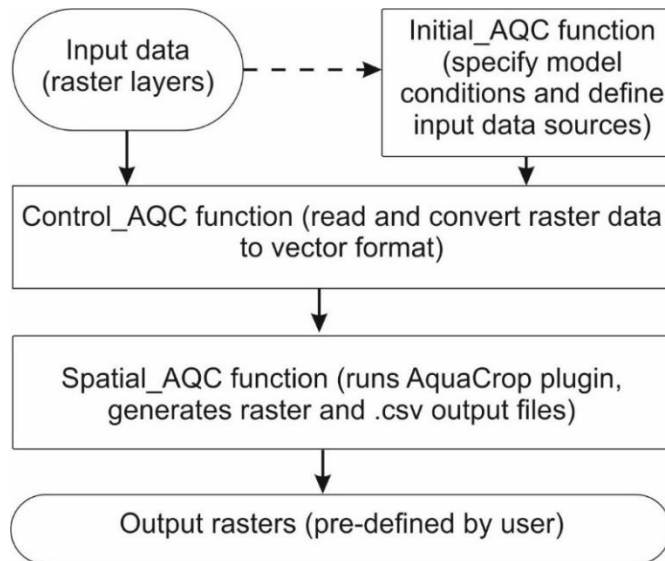 Input data
(raster layers)
Initial_AQC function
(specify model
conditions and define
input data sources)
Control_AQC function (read and convert raster data
to vector format)
Spatial_AQC function (runs AquaCrop plugin,
generates raster and .csv output files)
Output rasters (pre-defined by user)